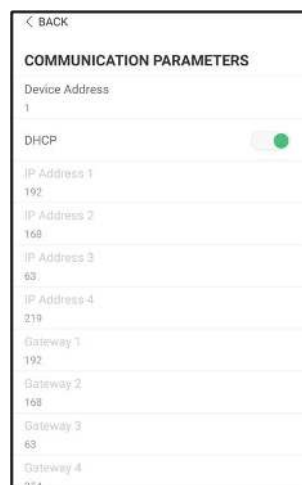 < BACK
COMMUNICATION PARAMETERS
Device Address
1
DHCP
IP Address 1
192
IP Address 2
168
IP Address 3
63
IP Address 4
219
Gateway 1
192
Gateway 2
168
Gateway 3
63
Gateway 4